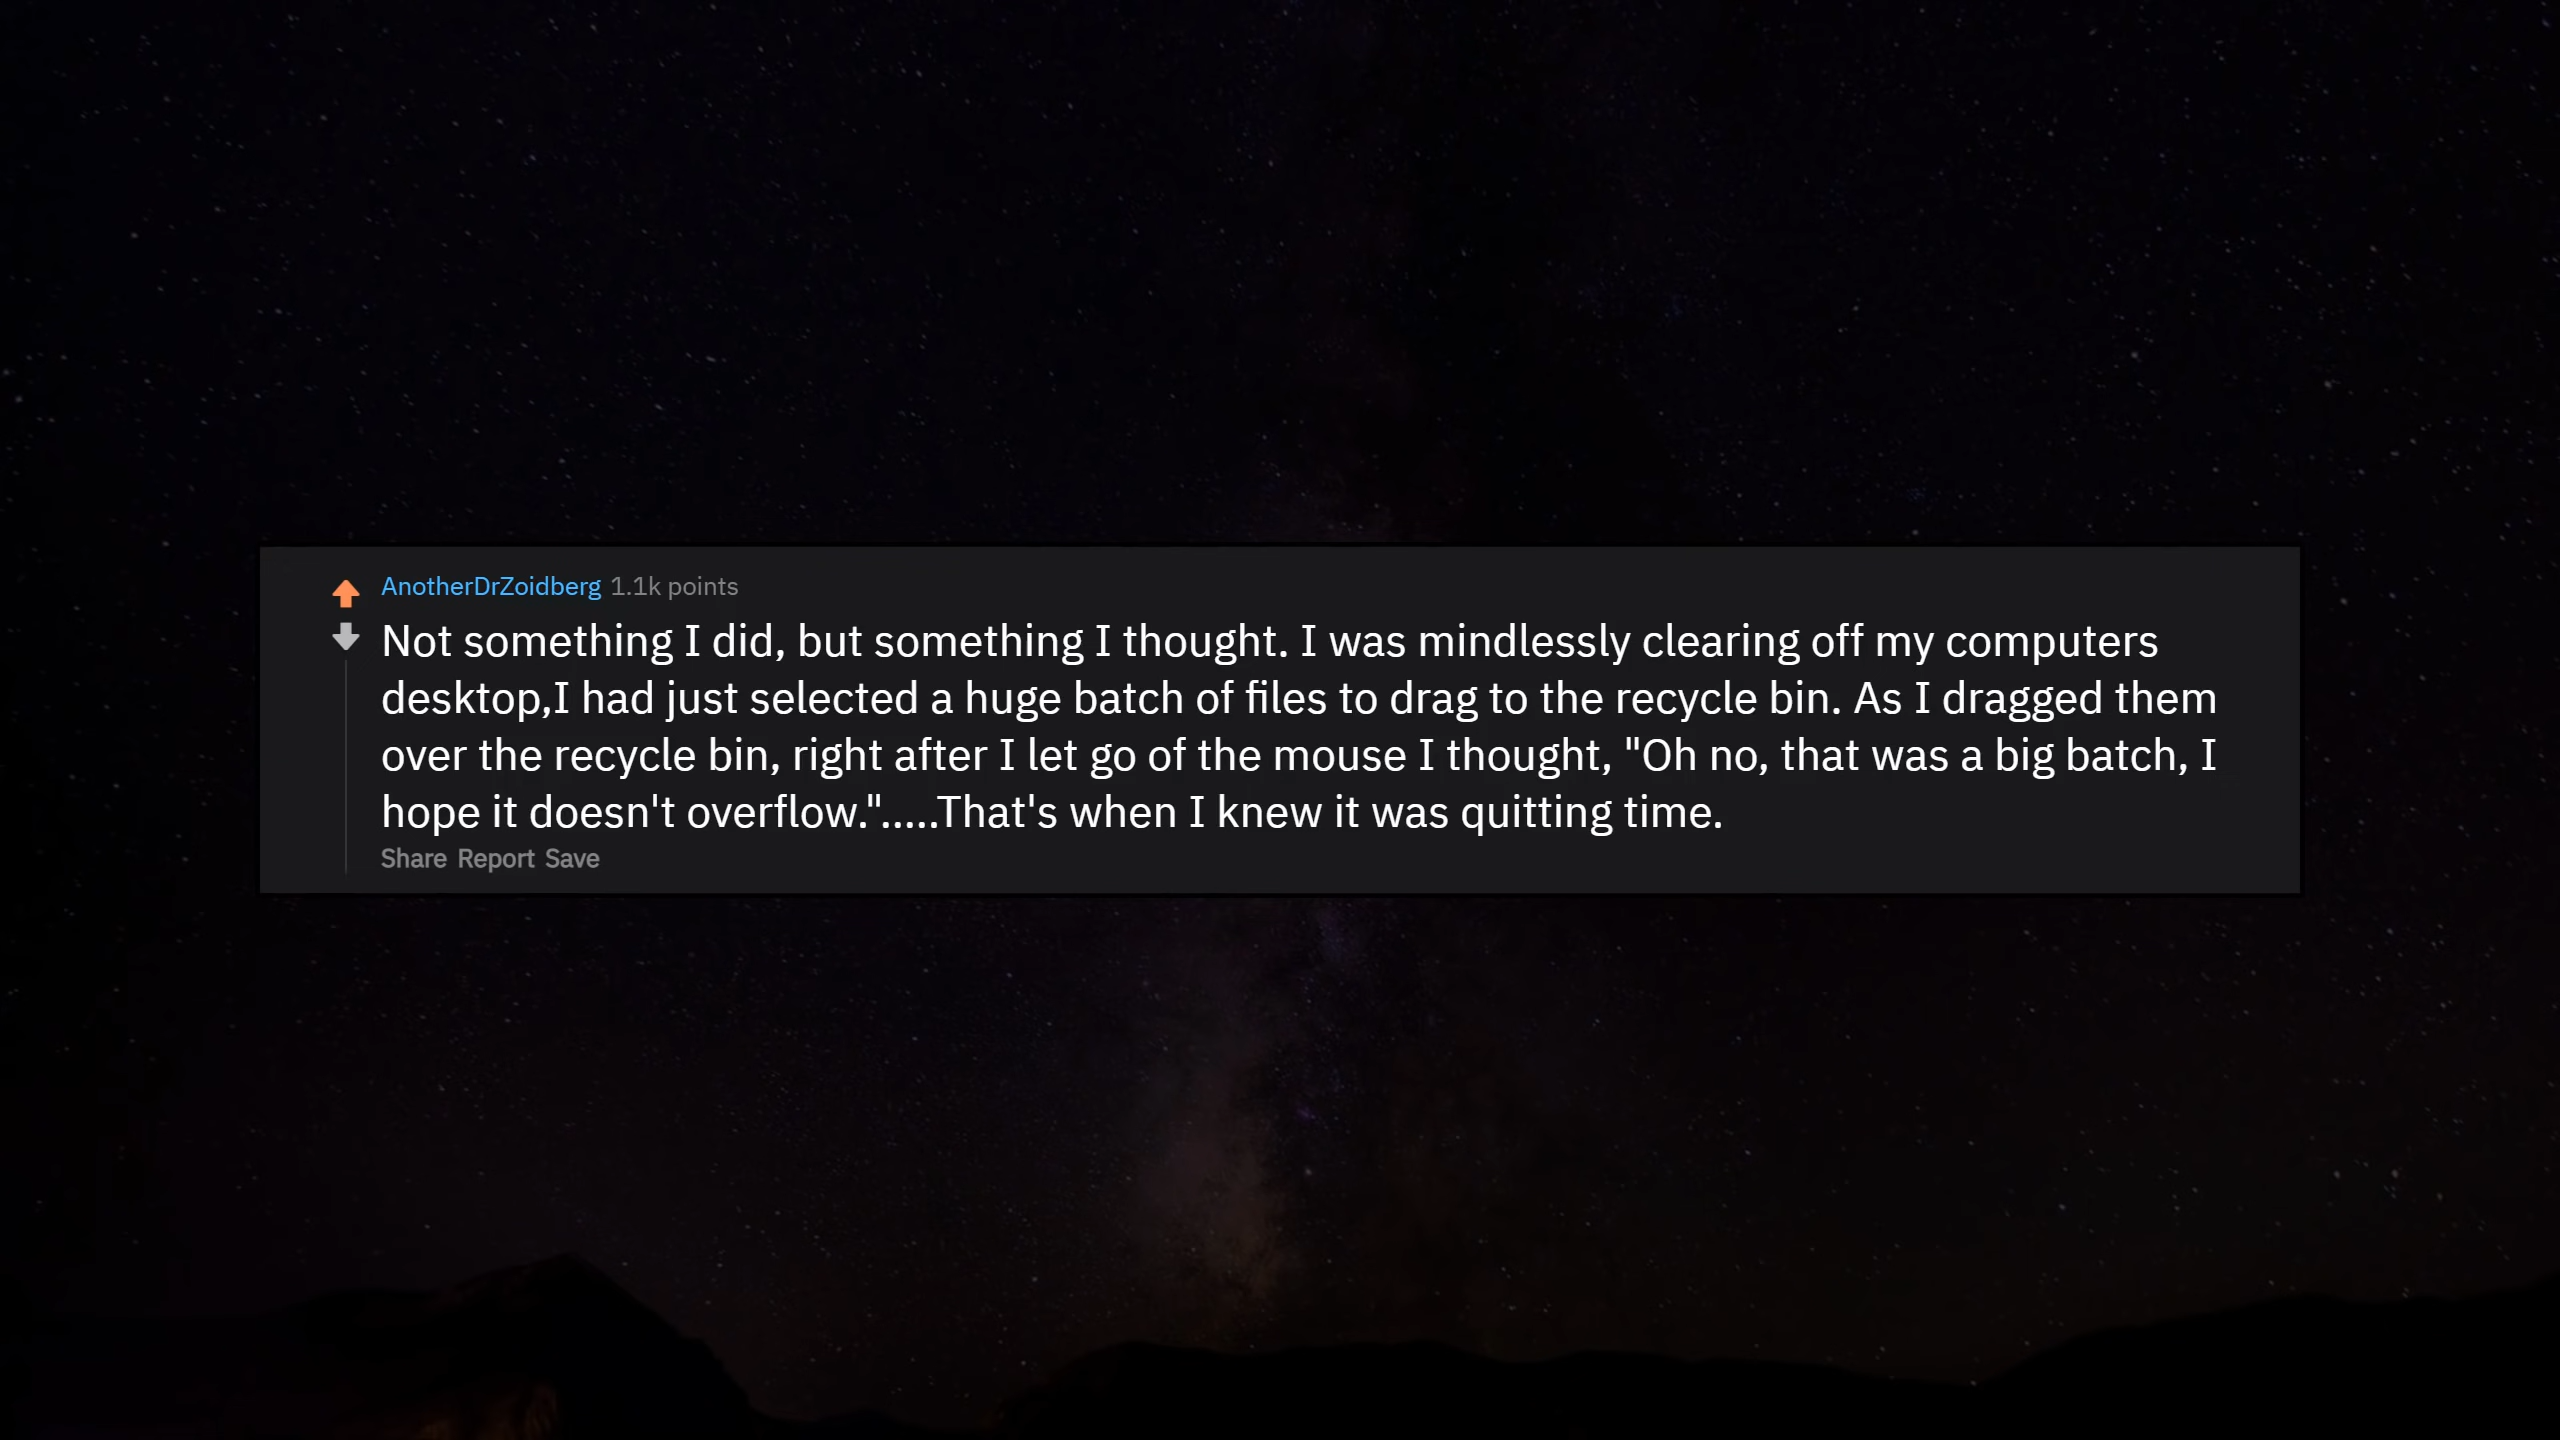 AnotherDrZoidberg 1.1k points
Not something I did, but something I thought. I was mindlessly clearing off my computers
desktop,I had just selected a huge batch of files to drag to the recycle bin. As I dragged them
over the recycle bin, right after I let go of the mouse I thought, "Oh no, that was a big batch, I
hope it doesn't overflow.".....That's when I knew it was quitting time.
Share Report Save